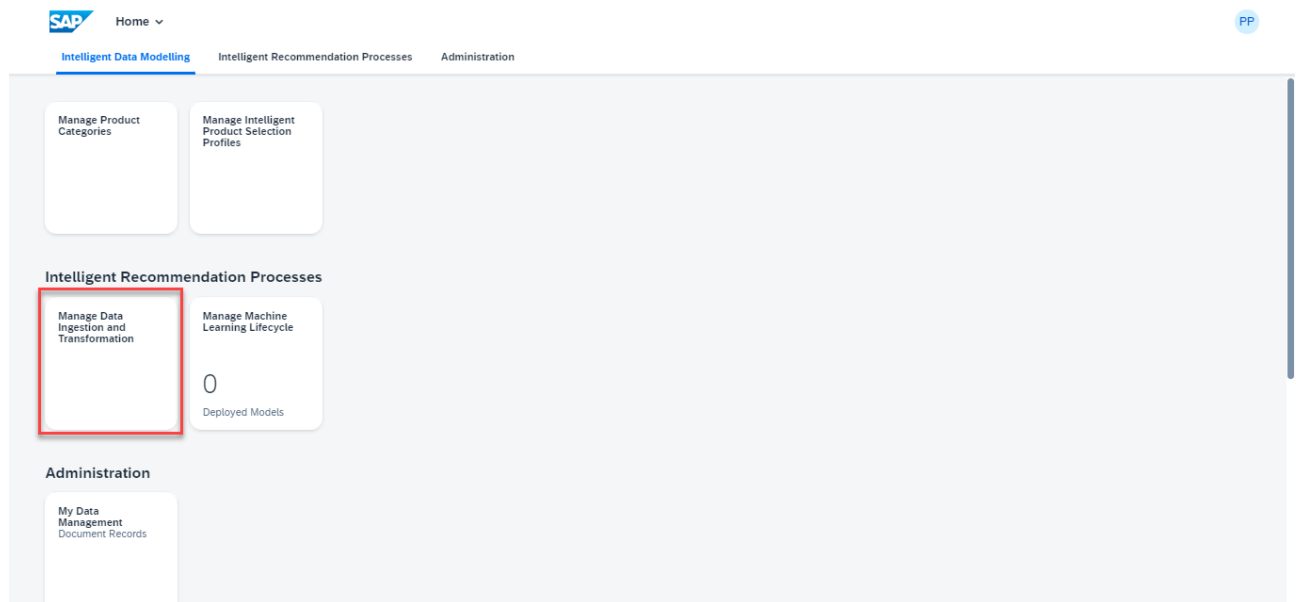 SAP Home
PP
Intelligent Data Modelling Intelligent Recommendation Processes Administration
Manage Product
Categories
Manage Intelligent
Product Selection
Profiles
Intelligent Recommendation Processes
Manage Data
Ingestion and
Transformation
Manage Machine
Learning Lifecycle
0
Deployed Models
Administration
My Data
Management
Document Records